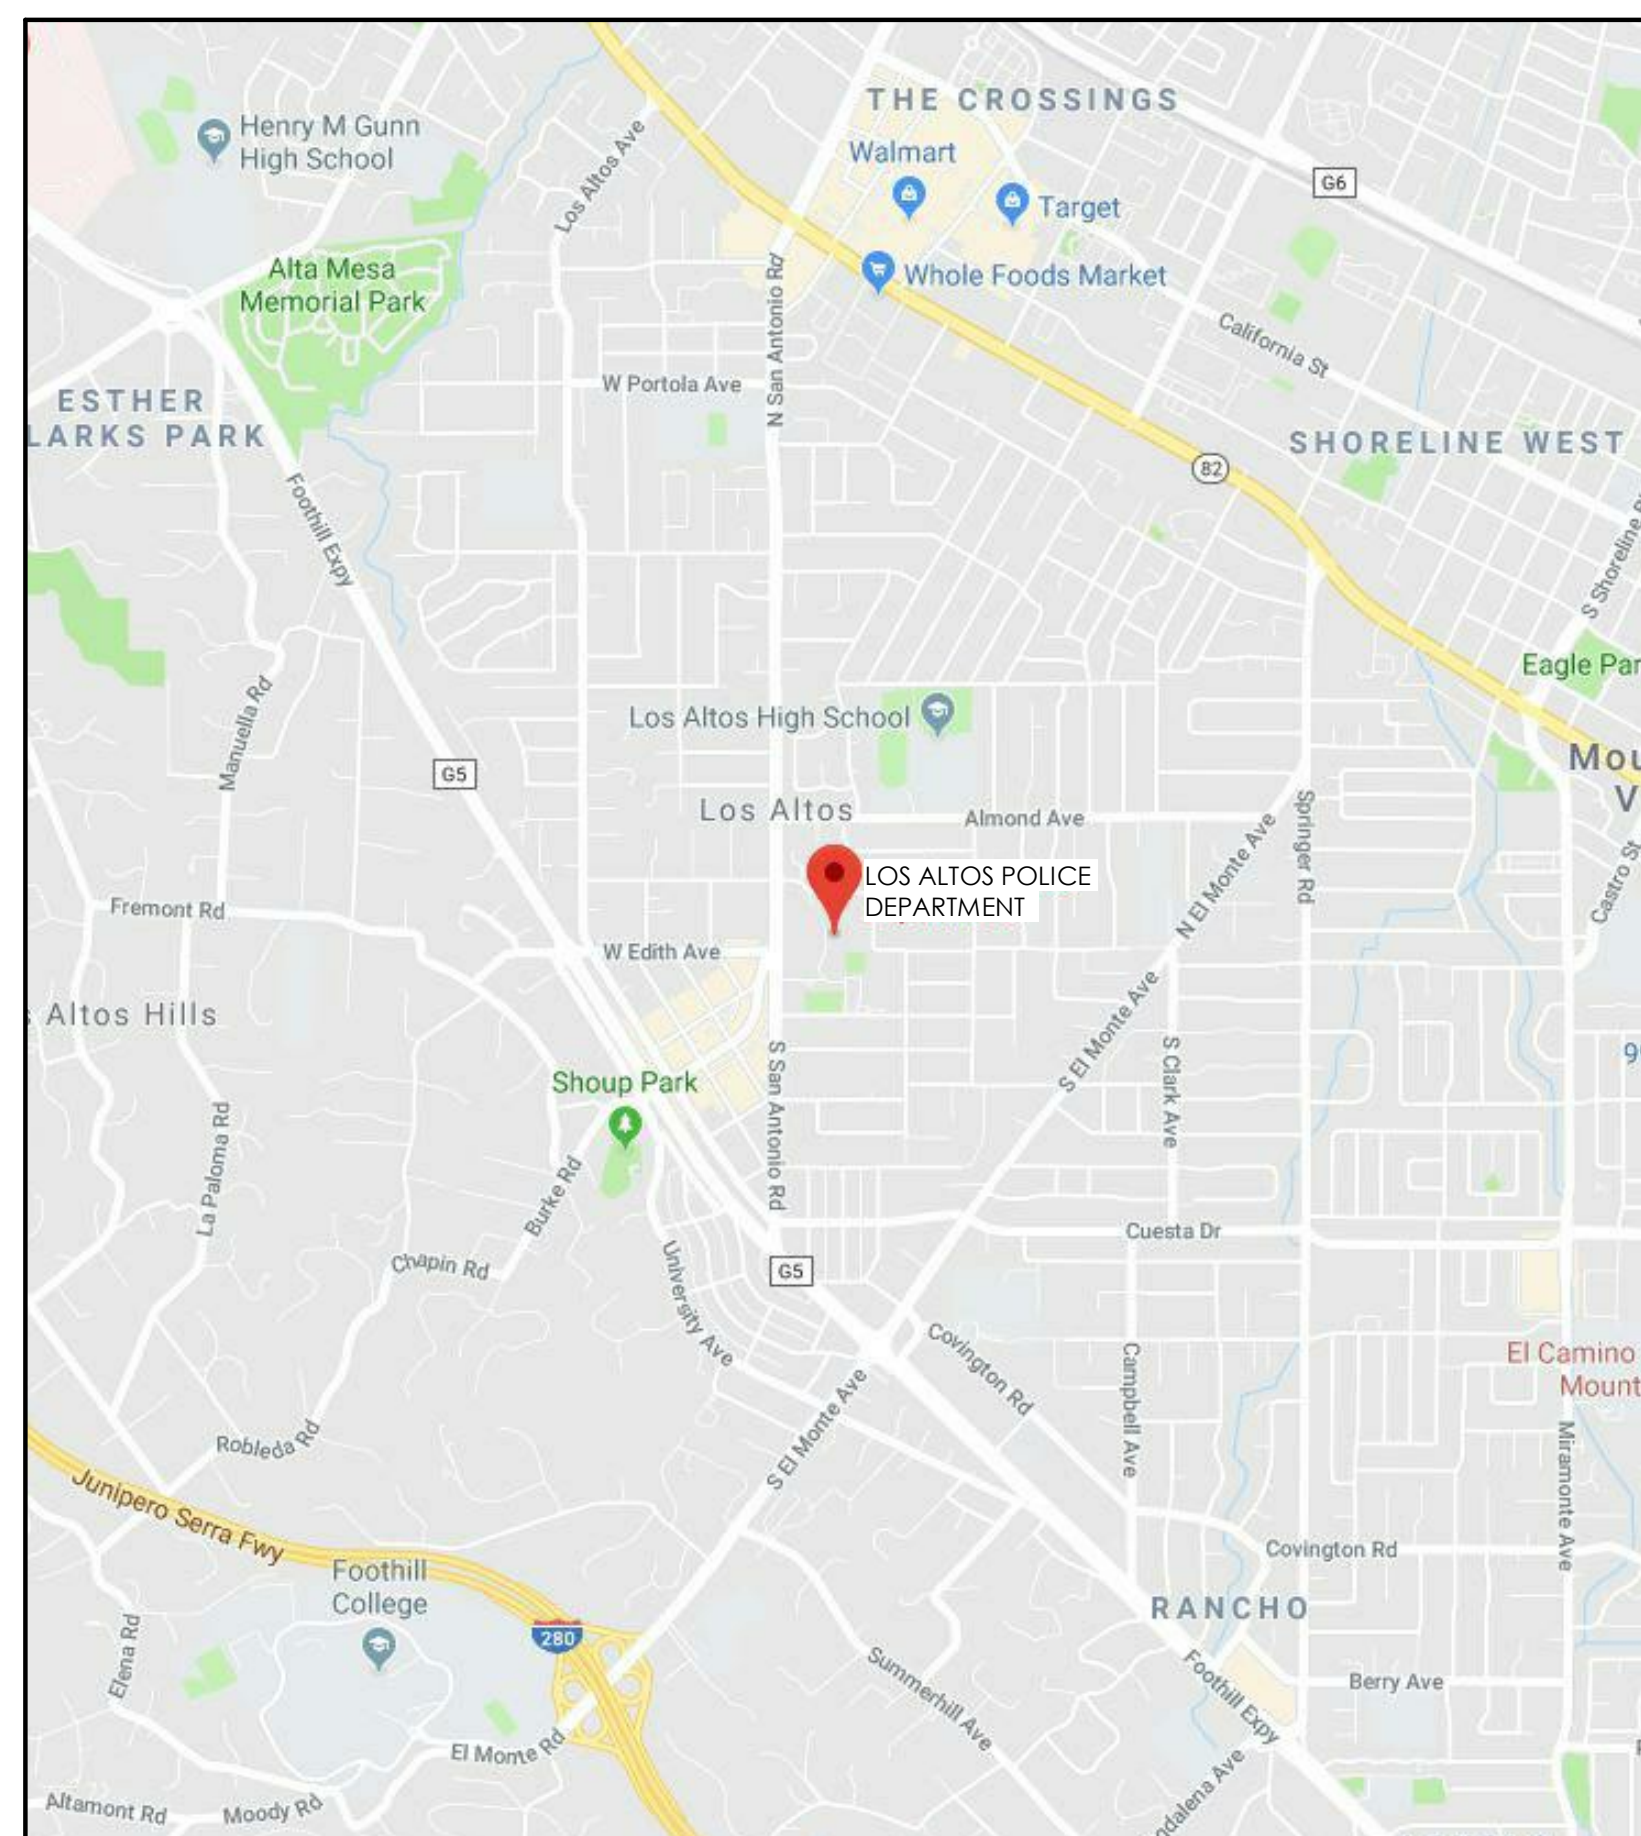 THE CROSSINGS
Henry M Gunn
High School
Los Altos Ave
Walmart
G6
Target
Alta Mesa
Memorial Park
Whole Foods Market
N San Antonio Rd
California St
W Portola Ave
ESTHER
LARKS PARK
SHORELINE WEST
82
Foothill Expy
S Shoreline
Eagle Par
Manuella Rd
Los Altos High School
G5
Mou
V
Los Altos
Almond Ave
Springer Rd
N El Monte Ave
Castro St
LOS ALTOS POLICE
DEPARTMENT
Fremont Rd
W Edith Ave
s Altos Hills
S El Monte Ave
S Clark Ave
9
S San Antonio Rd
Shoup Park
La Paloma Rd
Burke Rd
Cuesta Dr
Chapin Rd
University Ave
G5
Covington Rd
Campbell Ave
El Camino
Mount
S El Monte Ave
Robleda Rd
Miramonte Ave
Junipero Serra Fwy
Covington Rd
Foothill
College
RANCHO
280
Elena Rd
Summerhill Ave
Foothill Expy
Berry Ave
El Monte Rd
Altamont Rd
Moody Rd
dalena Ave